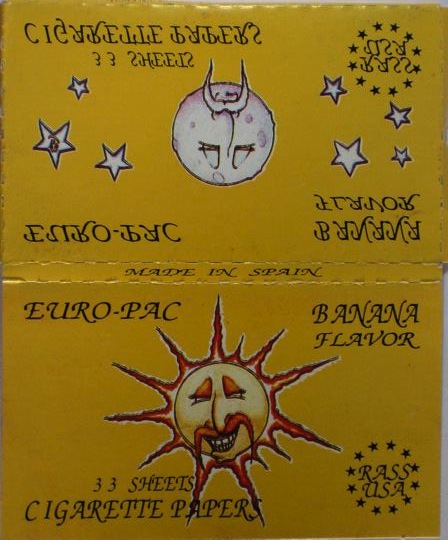 CIGARETTE PAPERS
33 SHEETS
USA
RASS
FLAVOR
BANANA
EURO-PAC
MADE IN SPAIN
EURO-PAC
BANANA
FLAVOR
33 SHEETS
CIGARETTE PAPERS
RASS
USA